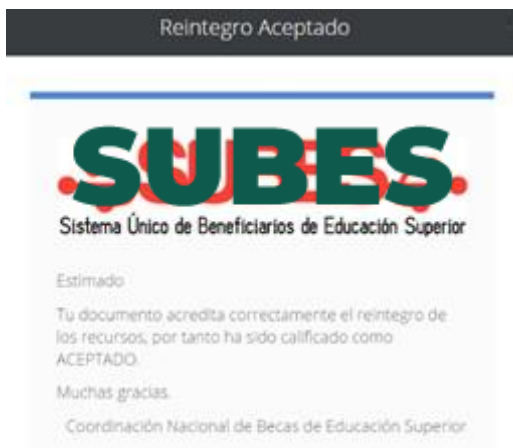 Reintegro Aceptado
SUBES
Sistema Único de Beneficiarios de Educación Superior
Estimado
Tu documento acredita correctamente el reintegro de
los recursos, por tanto ha sido calificado como
ACEPTADO.
Muchas gracias.
Coordinación Nacional de Becas de Educación Superior